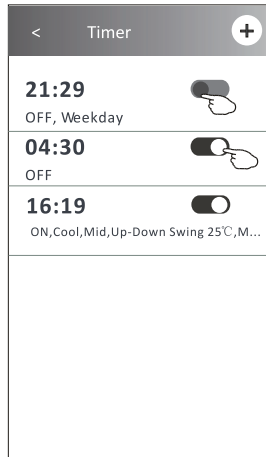 < Timer +
21:29
OFF, Weekday
04:30
OFF
16:19
ON,Cool,Mid,Up-Down Swing 25℃,M...